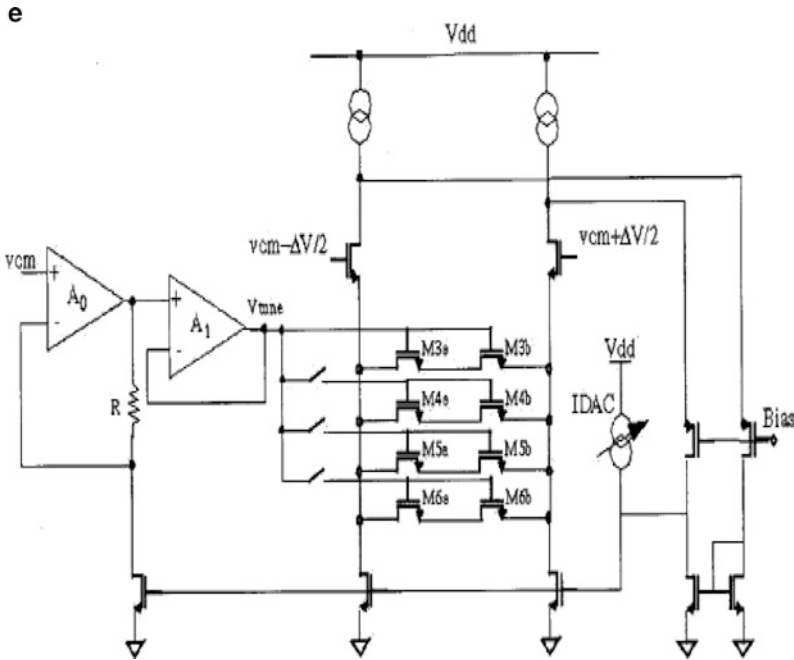 e
Vdd
vcm-ΔV/2
vcm+ΔV/2
vcm
+
A0
-
+
A1
-
Vtune
R
M3a
M3b
M4a
M4b
M5a
M5b
M6a
M6b
Vdd
IDAC
Bias